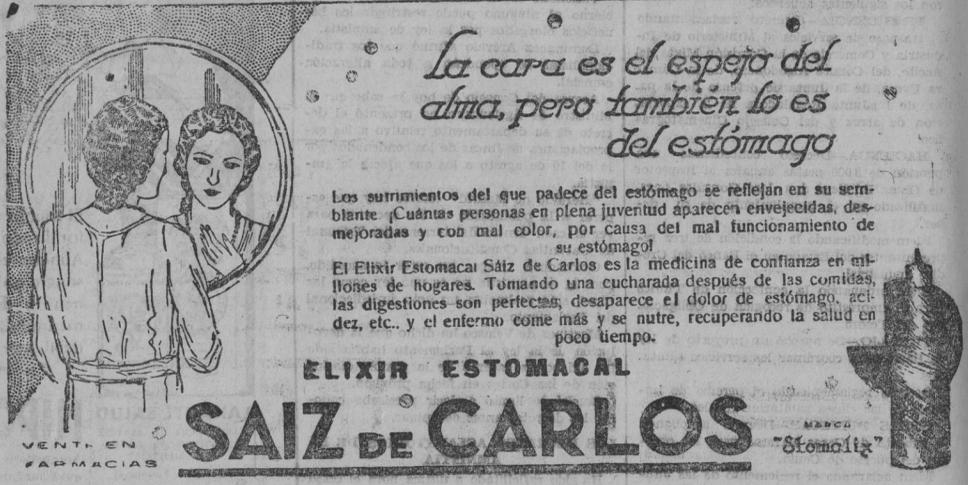 La cara es el espejo del
alma, pero también lo es
del estómago
Los sufrimientos del que padece del estómago se reflejan en su sem-
blante ¡Cuántas personas en plena juventud aparecen envejecidas, des-
mejoradas y con mal color, por causa del mal funcionamiento de
su estómago!
El Elixir Estomacal Sáiz de Carlos es la medicina de confianza en mi-
llones de hogares. Tomando una cucharada después de las comidas,
las digestiones son perfectas, desaparece el dolor de estómago, aci-
dez, etc.. y el enfermo come más y se nutre, recuperando la salud en
poco tiempo.
ELIXIR ESTOMACAL
SAIZ DE CARLOS
VENTA EN
FARMACIAS
MARCA
"Stomalix"